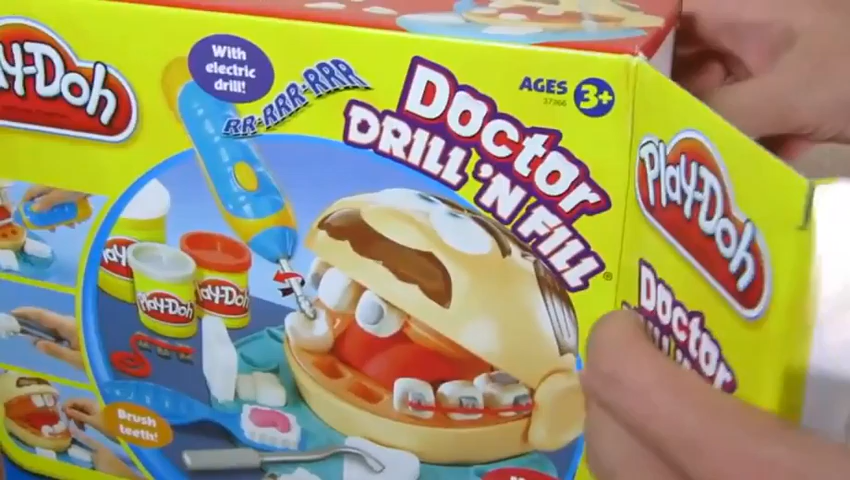 Play-Doh
With
electric
drill!
RR-RRR-RRR
Doctor
DRILL 'N FILL®
AGES 3+
37366
Brush
teeth!
Play-Doh
Play-Doh
Play-Doh
Play-Doh
Doctor